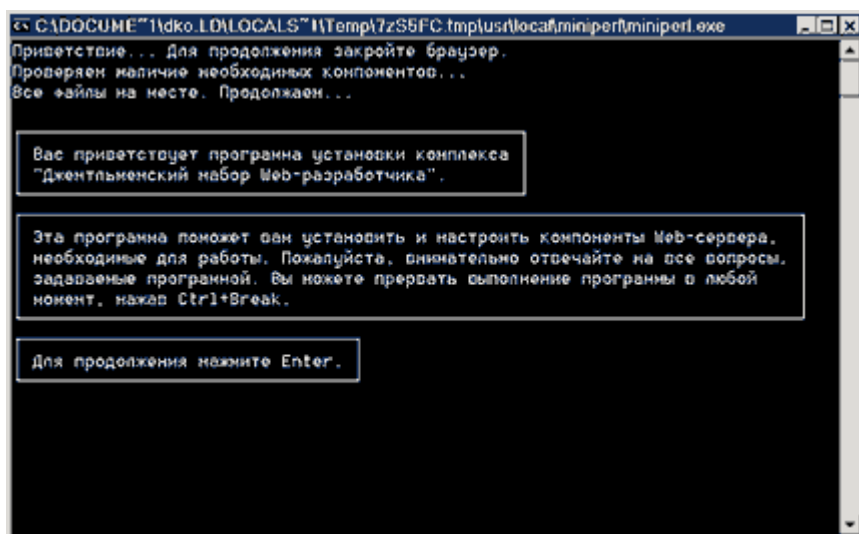 C:\DOCUME~1\dko.LD\LOCALS~1\Temp\7zS5FC.tmp\usr\local\miniperl\miniperl.exe
Приветствие... Для продолжения закройте браузер.
Проверяем наличие необходимых компонентов...
Все файлы на месте. Продолжаем...
Вас приветствует программа установки комплекса
"Джентльменский набор Web-разработчика".
Эта программа поможет вам установить и настроить компоненты Web-сервера,
необходимые для работы. Пожалуйста, внимательно отвечайте на все вопросы,
задаваемые программой. Вы можете прервать выполнение программы в любой
момент, нажав Ctrl+Break.
Для продолжения нажмите Enter.